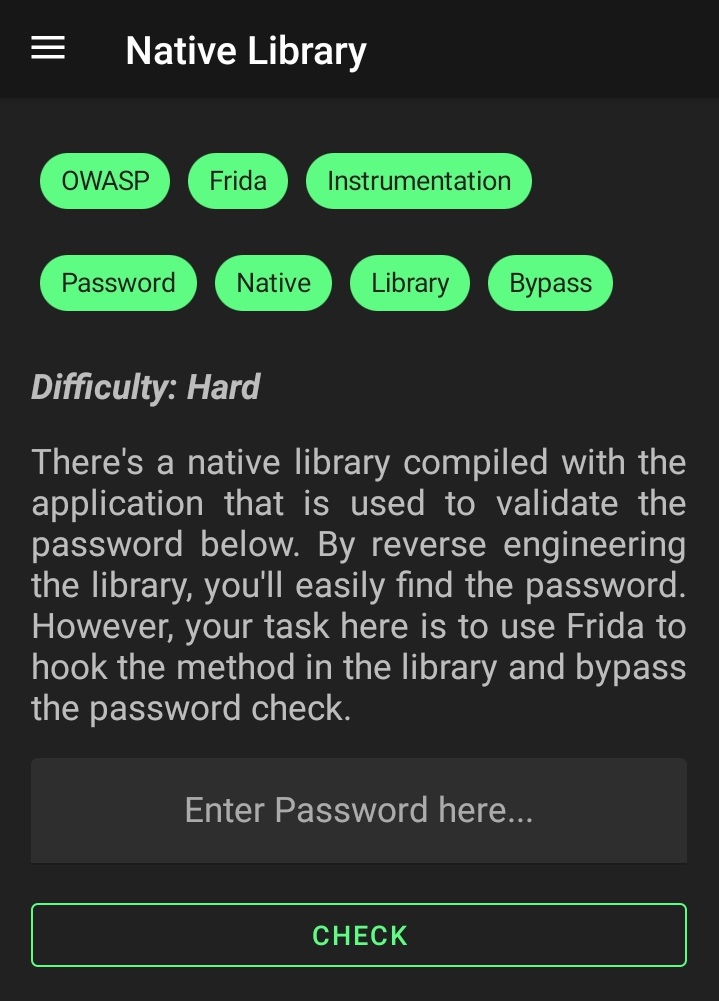 Native Library
OWASP Frida Instrumentation
Password Native Library Bypass
Difficulty: Hard
There's a native library compiled with the
application that is used to validate the
password below. By reverse engineering
the library, you'll easily find the password.
However, your task here is to use Frida to
hook the method in the library and bypass
the password check.
Enter Password here...
CHECK